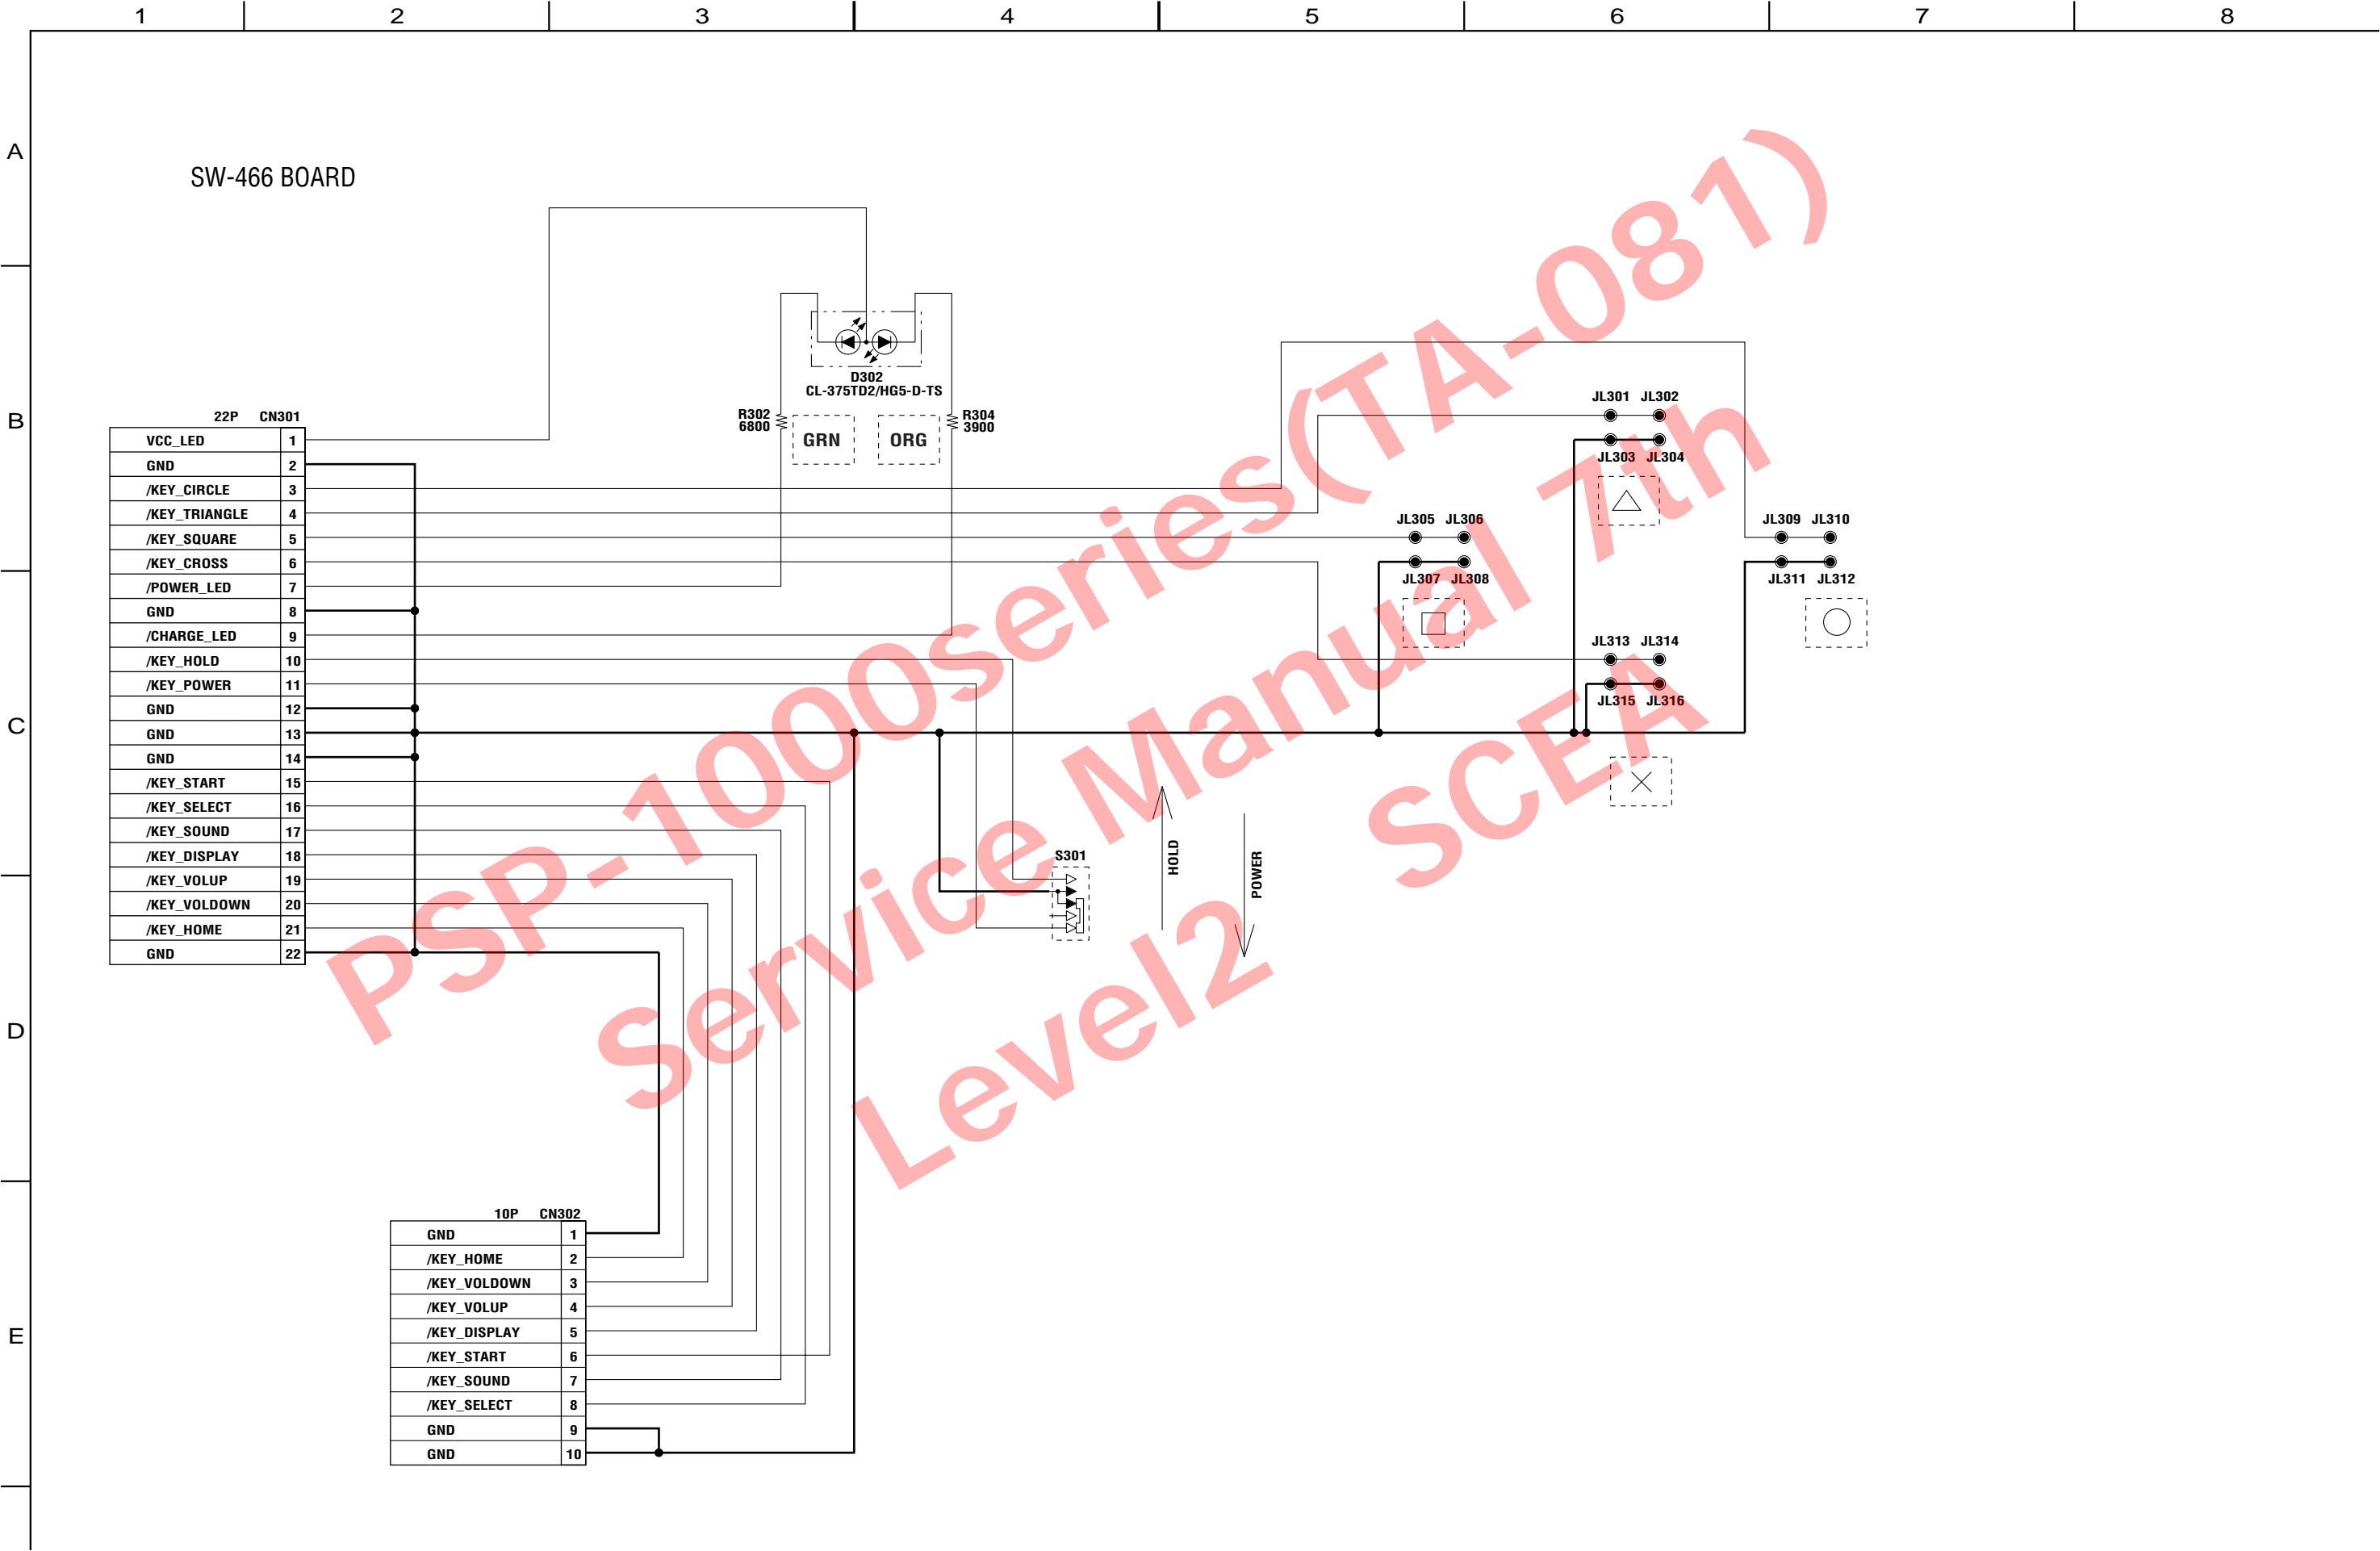 1 2 3 4 5 6 7 8
A
B
C
D
E
SW-466 BOARD
D302
CL-375TD2/HG5-D-TS
R302
6800
GRN
ORG
R304
3900
22P CN301
VCC_LED 1
GND 2
/KEY_CIRCLE 3
/KEY_TRIANGLE 4
/KEY_SQUARE 5
/KEY_CROSS 6
/POWER_LED 7
GND 8
/CHARGE_LED 9
/KEY_HOLD 10
/KEY_POWER 11
GND 12
GND 13
GND 14
/KEY_START 15
/KEY_SELECT 16
/KEY_SOUND 17
/KEY_DISPLAY 18
/KEY_VOLUP 19
/KEY_VOLDOWN 20
/KEY_HOME 21
GND 22
JL301 JL302
JL303 JL304
JL305 JL306
JL307 JL308
JL309 JL310
JL311 JL312
JL313 JL314
JL315 JL316
S301
HOLD
POWER
10P CN302
GND 1
/KEY_HOME 2
/KEY_VOLDOWN 3
/KEY_VOLUP 4
/KEY_DISPLAY 5
/KEY_START 6
/KEY_SOUND 7
/KEY_SELECT 8
GND 9
GND 10
PSP-1000series(TA-081)
Service Manual 7th
Level2 SCEA